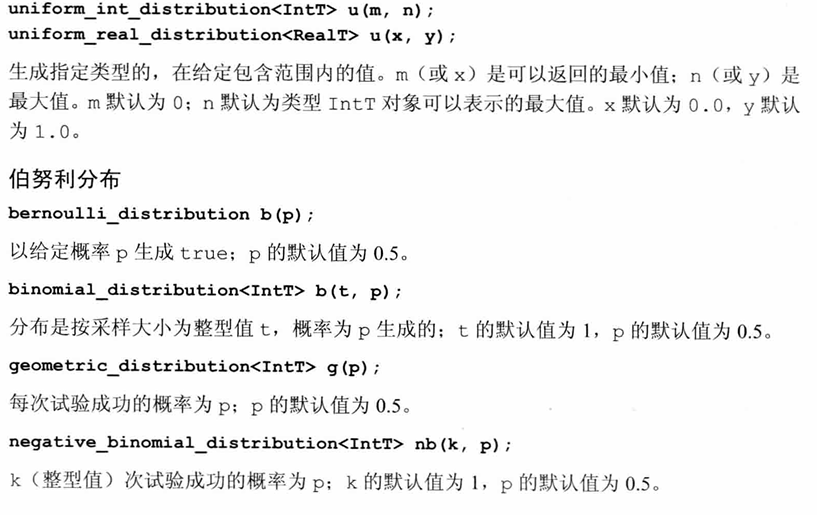 uniform_int_distribution<IntT> u(m, n);
uniform_real_distribution<RealT> u(x, y);
生成指定类型的，在给定包含范围内的值。m（或 x）是可以返回的最小值；n（或 y）是
最大值。m 默认为 0；n 默认为类型 IntT 对象可以表示的最大值。x 默认为 0.0，y 默认
为 1.0。
伯努利分布
bernoulli_distribution b(p);
以给定概率 p 生成 true；p 的默认值为 0.5。
binomial_distribution<IntT> b(t, p);
分布是按采样大小为整型值 t，概率为 p 生成的；t 的默认值为 1，p 的默认值为 0.5。
geometric_distribution<IntT> g(p);
每次试验成功的概率为 p；p 的默认值为 0.5。
negative_binomial_distribution<IntT> nb(k, p);
k（整型值）次试验成功的概率为 p；k 的默认值为 1，p 的默认值为 0.5。